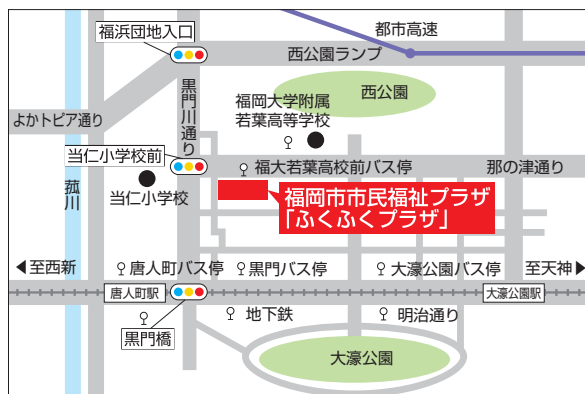 都市高速
福浜団地入口
西公園ランプ
黒門川通り
福岡大学附属
若葉高等学校
西公園
よかトピア通り
当仁小学校前
福大若葉高校前バス停
那の津通り
菰川
当仁小学校
福岡市市民福祉プラザ
「ふくふくプラザ」
◀至西新
唐人町バス停
黒門バス停
大濠公園バス停
至天神▶
唐人町駅
大濠公園駅
黒門橋
地下鉄
明治通り
大濠公園